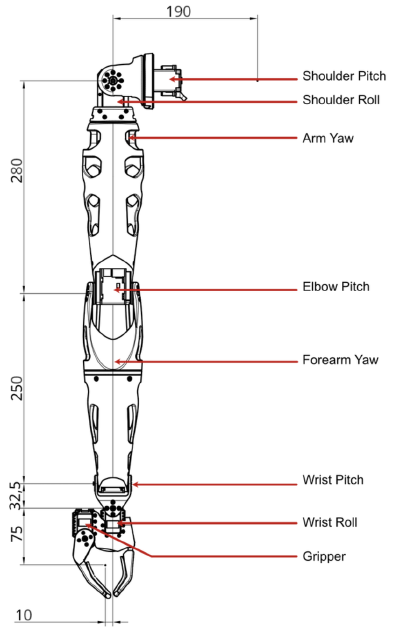 190
Shoulder Pitch
Shoulder Roll
Arm Yaw
280
Elbow Pitch
Forearm Yaw
250
Wrist Pitch
32,5
Wrist Roll
75
Gripper
10